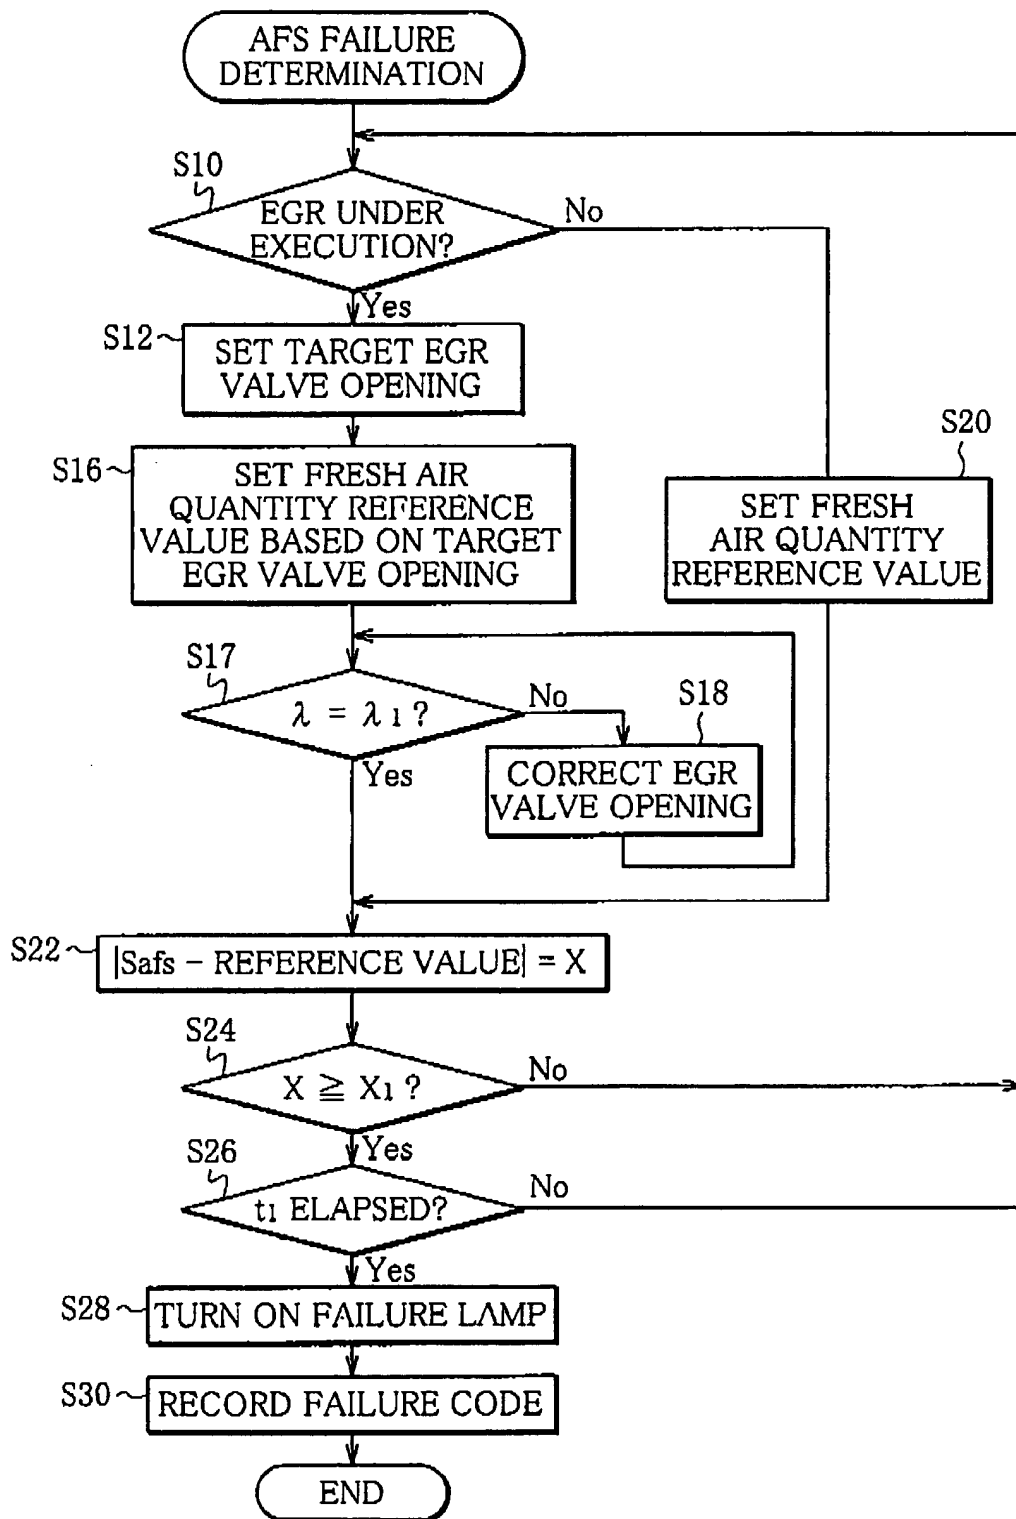 AFS FAILURE
DETERMINATION
S10
EGR UNDER
EXECUTION?
No
Yes
S12
SET TARGET EGR
VALVE OPENING
S16
SET FRESH AIR
QUANTITY REFERENCE
VALUE BASED ON TARGET
EGR VALVE OPENING
S20
SET FRESH
AIR QUANTITY
REFERENCE VALUE
S17
λ = λ1 ?
No
Yes
S18
CORRECT EGR
VALVE OPENING
S22
|Safs – REFERENCE VALUE| = X
S24
X ≧ X1 ?
No
Yes
S26
t1 ELAPSED?
No
Yes
S28
TURN ON FAILURE LAMP
S30
RECORD FAILURE CODE
END